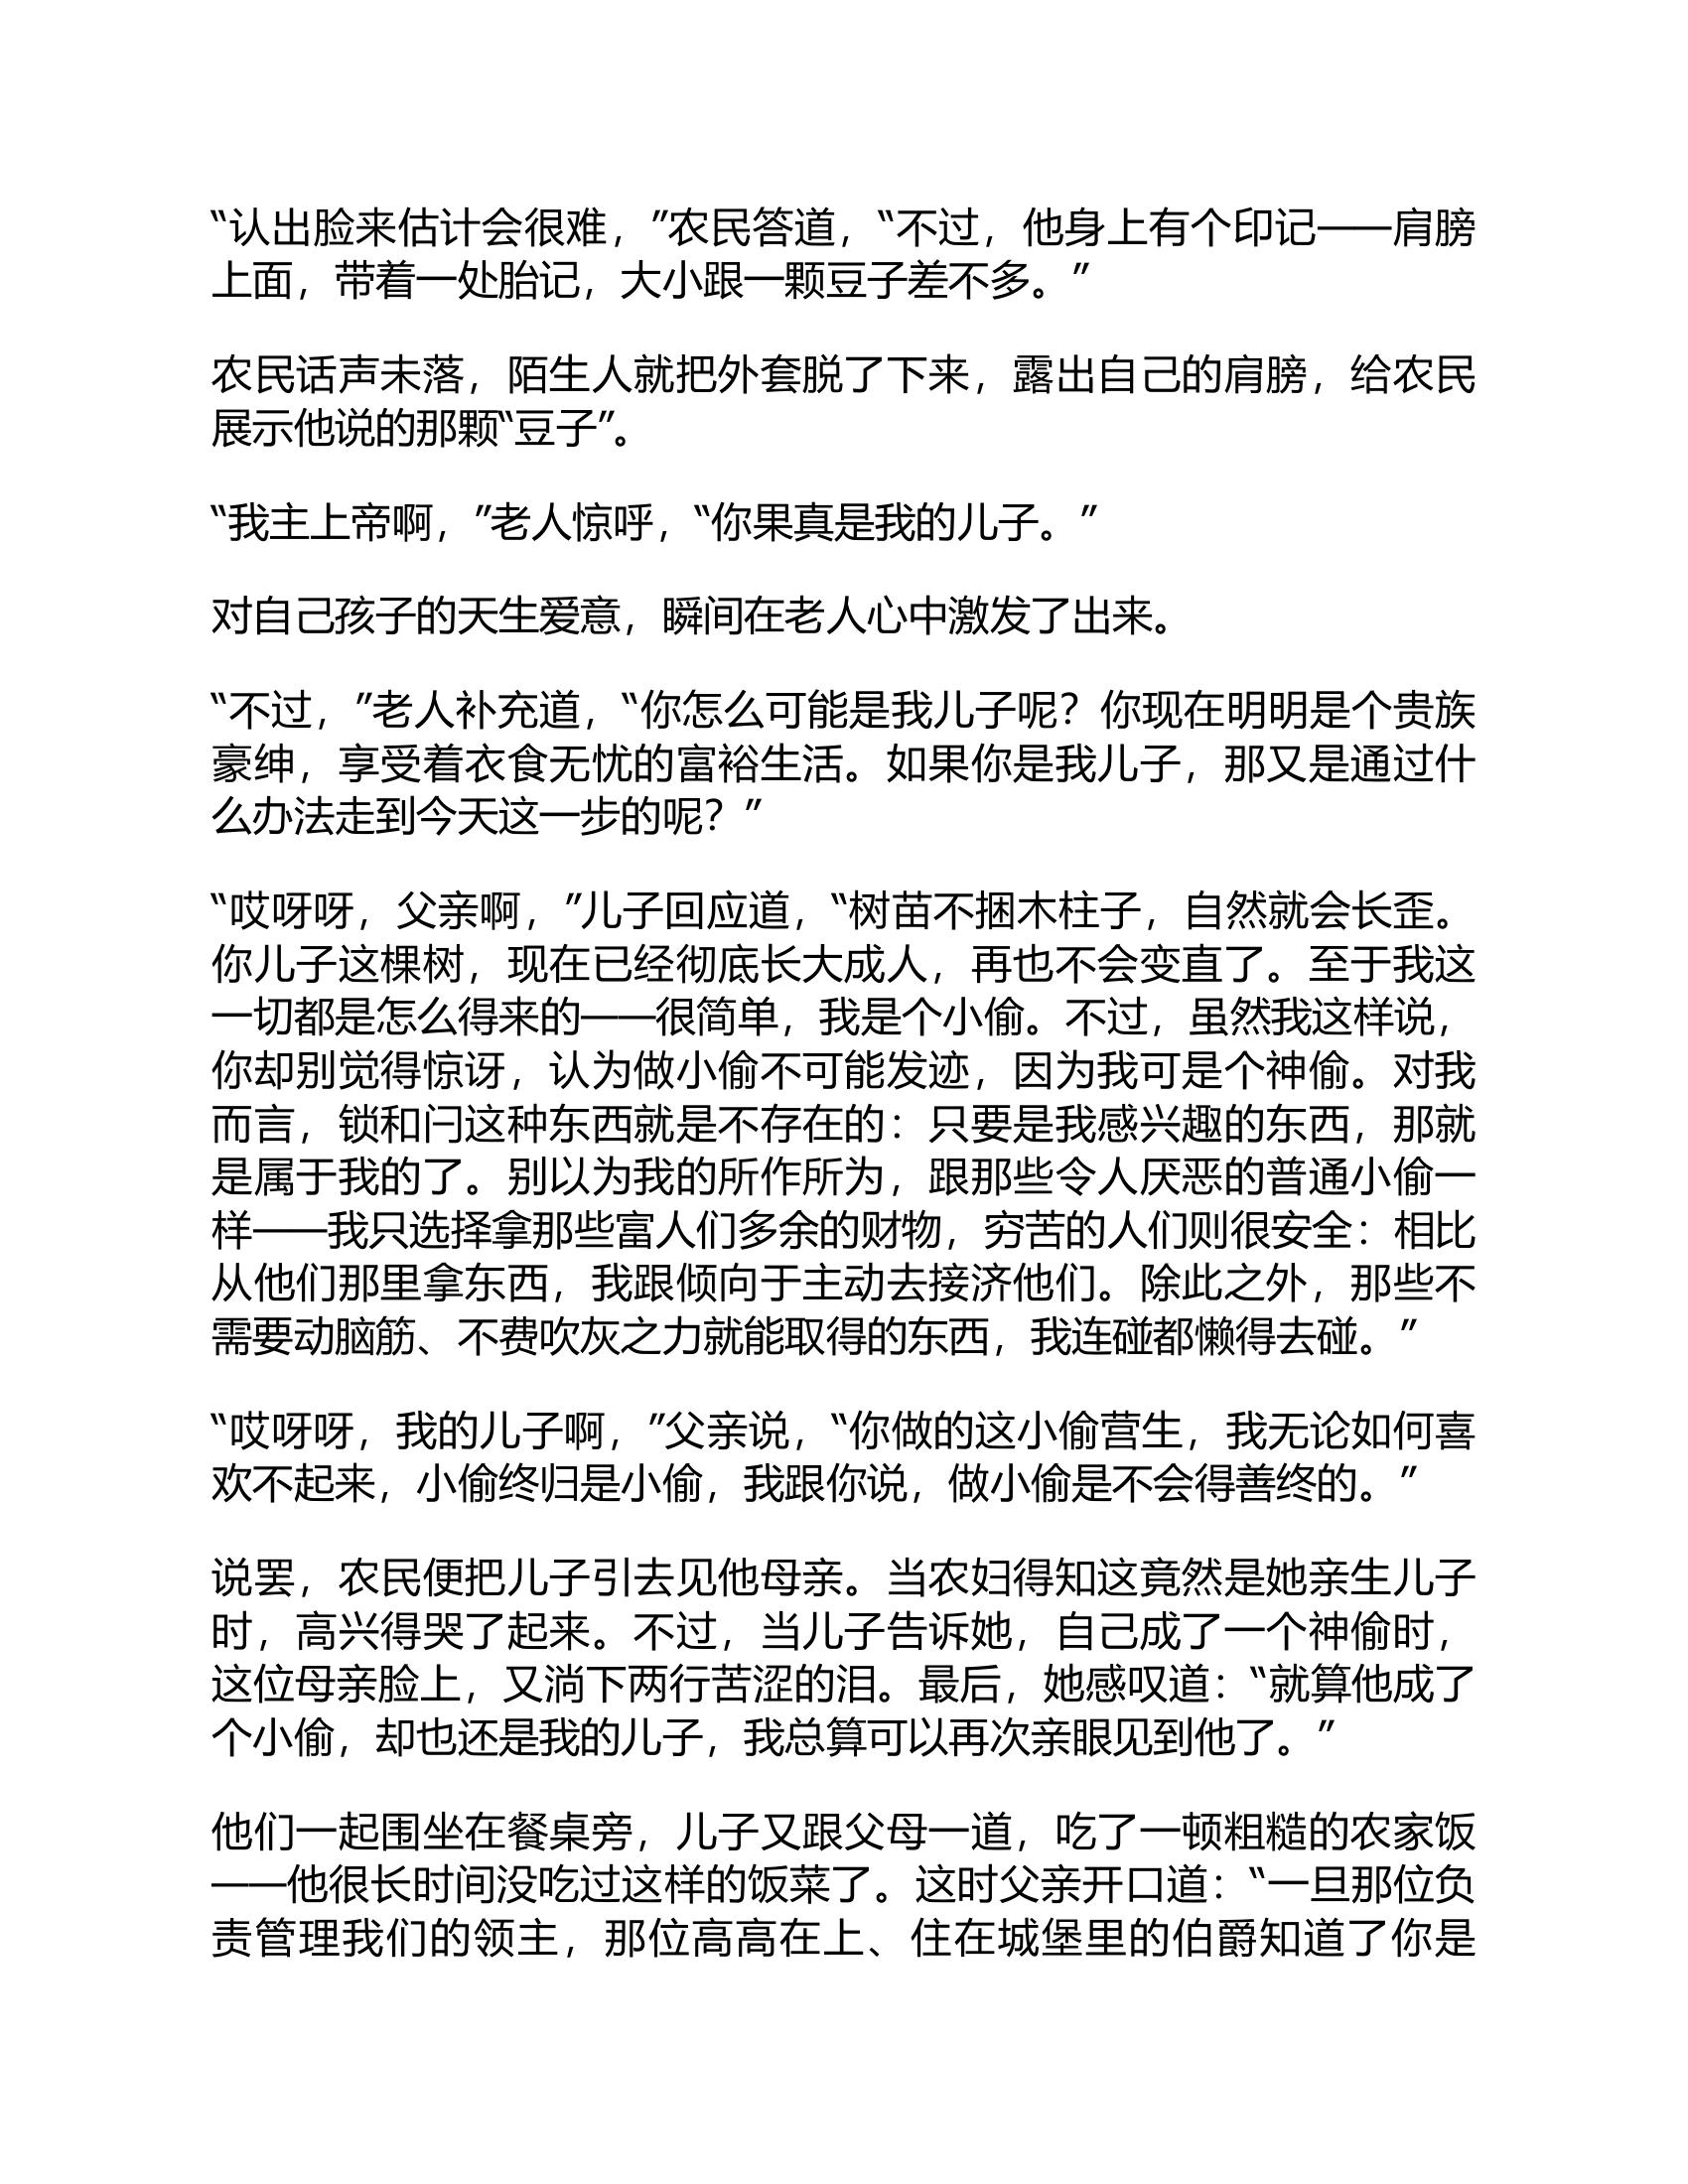 “认出脸来估计会很难，”农民答道，“不过，他身上有个印记——肩膀
上面，带着一处胎记，大小跟一颗豆子差不多。”
农民话声未落，陌生人就把外套脱了下来，露出自己的肩膀，给农民
展示他说的那颗“豆子”。
“我主上帝啊，”老人惊呼，“你果真是我的儿子。”
对自己孩子的天生爱意，瞬间在老人心中激发了出来。
“不过，”老人补充道，“你怎么可能是我儿子呢？你现在明明是个贵族
豪绅，享受着衣食无忧的富裕生活。如果你是我儿子，那又是通过什
么办法走到今天这一步的呢？”
“哎呀呀，父亲啊，”儿子回应道，“树苗不捆木柱子，自然就会长歪。
你儿子这棵树，现在已经彻底长大成人，再也不会变直了。至于我这
一切都是怎么得来的——很简单，我是个小偷。不过，虽然我这样说，
你却别觉得惊讶，认为做小偷不可能发迹，因为我可是个神偷。对我
而言，锁和闩这种东西就是不存在的：只要是我感兴趣的东西，那就
是属于我的了。别以为我的所作所为，跟那些令人厌恶的普通小偷一
样——我只选择拿那些富人们多余的财物，穷苦的人们则很安全：相比
从他们那里拿东西，我跟倾向于主动去接济他们。除此之外，那些不
需要动脑筋、不费吹灰之力就能取得的东西，我连碰都懒得去碰。”
“哎呀呀，我的儿子啊，”父亲说，“你做的这小偷营生，我无论如何喜
欢不起来，小偷终归是小偷，我跟你说，做小偷是不会得善终的。”
说罢，农民便把儿子引去见他母亲。当农妇得知这竟然是她亲生儿子
时，高兴得哭了起来。不过，当儿子告诉她，自己成了一个神偷时，
这位母亲脸上，又淌下两行苦涩的泪。最后，她感叹道：“就算他成了
个小偷，却也还是我的儿子，我总算可以再次亲眼见到他了。”
他们一起围坐在餐桌旁，儿子又跟父母一道，吃了一顿粗糙的农家饭
——他很长时间没吃过这样的饭菜了。这时父亲开口道：“一旦那位负
责管理我们的领主，那位高高在上、住在城堡里的伯爵知道了你是